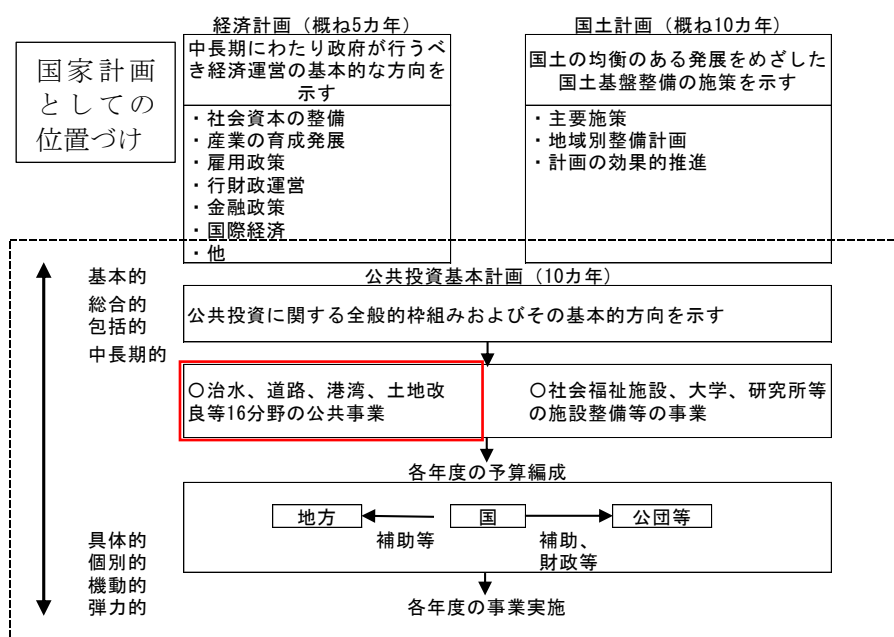 国家計画
としての
位置づけ
経済計画（概ね5カ年）
中長期にわたり政府が行うべ
き経済運営の基本的な方向を
示す
・社会資本の整備
・産業の育成発展
・雇用政策
・行財政運営
・金融政策
・国際経済
・他
国土計画（概ね10カ年）
国土の均衡のある発展をめざした
国土基盤整備の施策を示す
・主要施策
・地域別整備計画
・計画の効果的推進
基本的
総合的
包括的
中長期的
公共投資基本計画（10カ年）
公共投資に関する全般的枠組みおよびその基本的方向を示す
○治水、道路、港湾、土地改
良等16分野の公共事業
○社会福祉施設、大学、研究所等
の施設整備等の事業
各年度の予算編成
地方
国
公団等
補助等
補助、
財政等
具体的
個別的
機動的
弾力的
各年度の事業実施